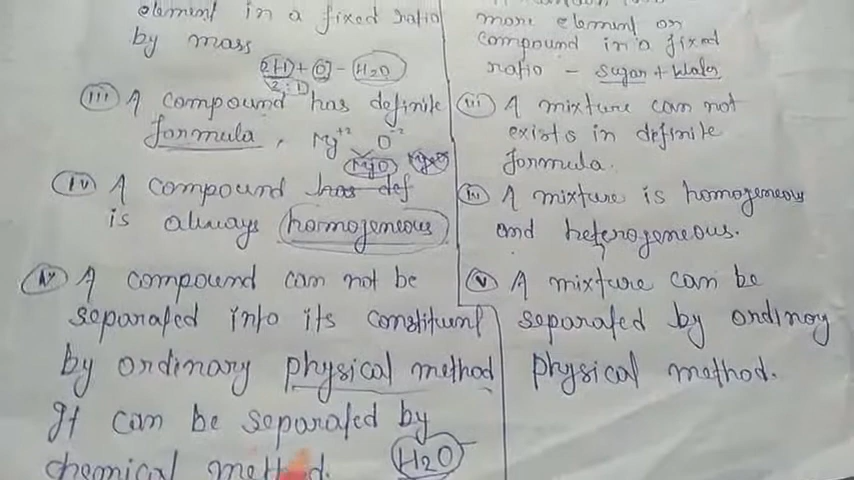 element in a fixed ratio
by mass
2H + O - H2O
2 : 1
(iii) A compound has definite
formula, Mg+2 O-2
MgO
(iv) A compound has def
is always homogeneous
A compound can not be
separated into its constituent
by ordinary physical method
It can be separated by
chemical method. H2O
more element or
compound in a fixed
ratio - sugar + Water
(iii) A mixture can not
exists in definite
formula.
A mixture is homogeneous
and heterogeneous.
(v) A mixture can be
separated by ordinary
physical method.